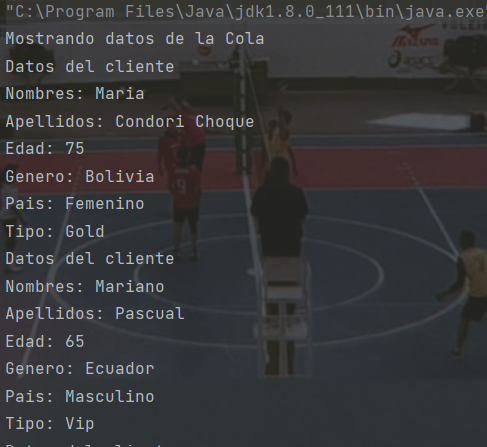 "C:\Program Files\Java\jdk1.8.0_111\bin\java.exe"
Mostrando datos de la Cola
Datos del cliente
Nombres: Maria
Apellidos: Condori Choque
Edad: 75
Genero: Bolivia
Pais: Femenino
Tipo: Gold
Datos del cliente
Nombres: Mariano
Apellidos: Pascual
Edad: 65
Genero: Ecuador
Pais: Masculino
Tipo: Vip